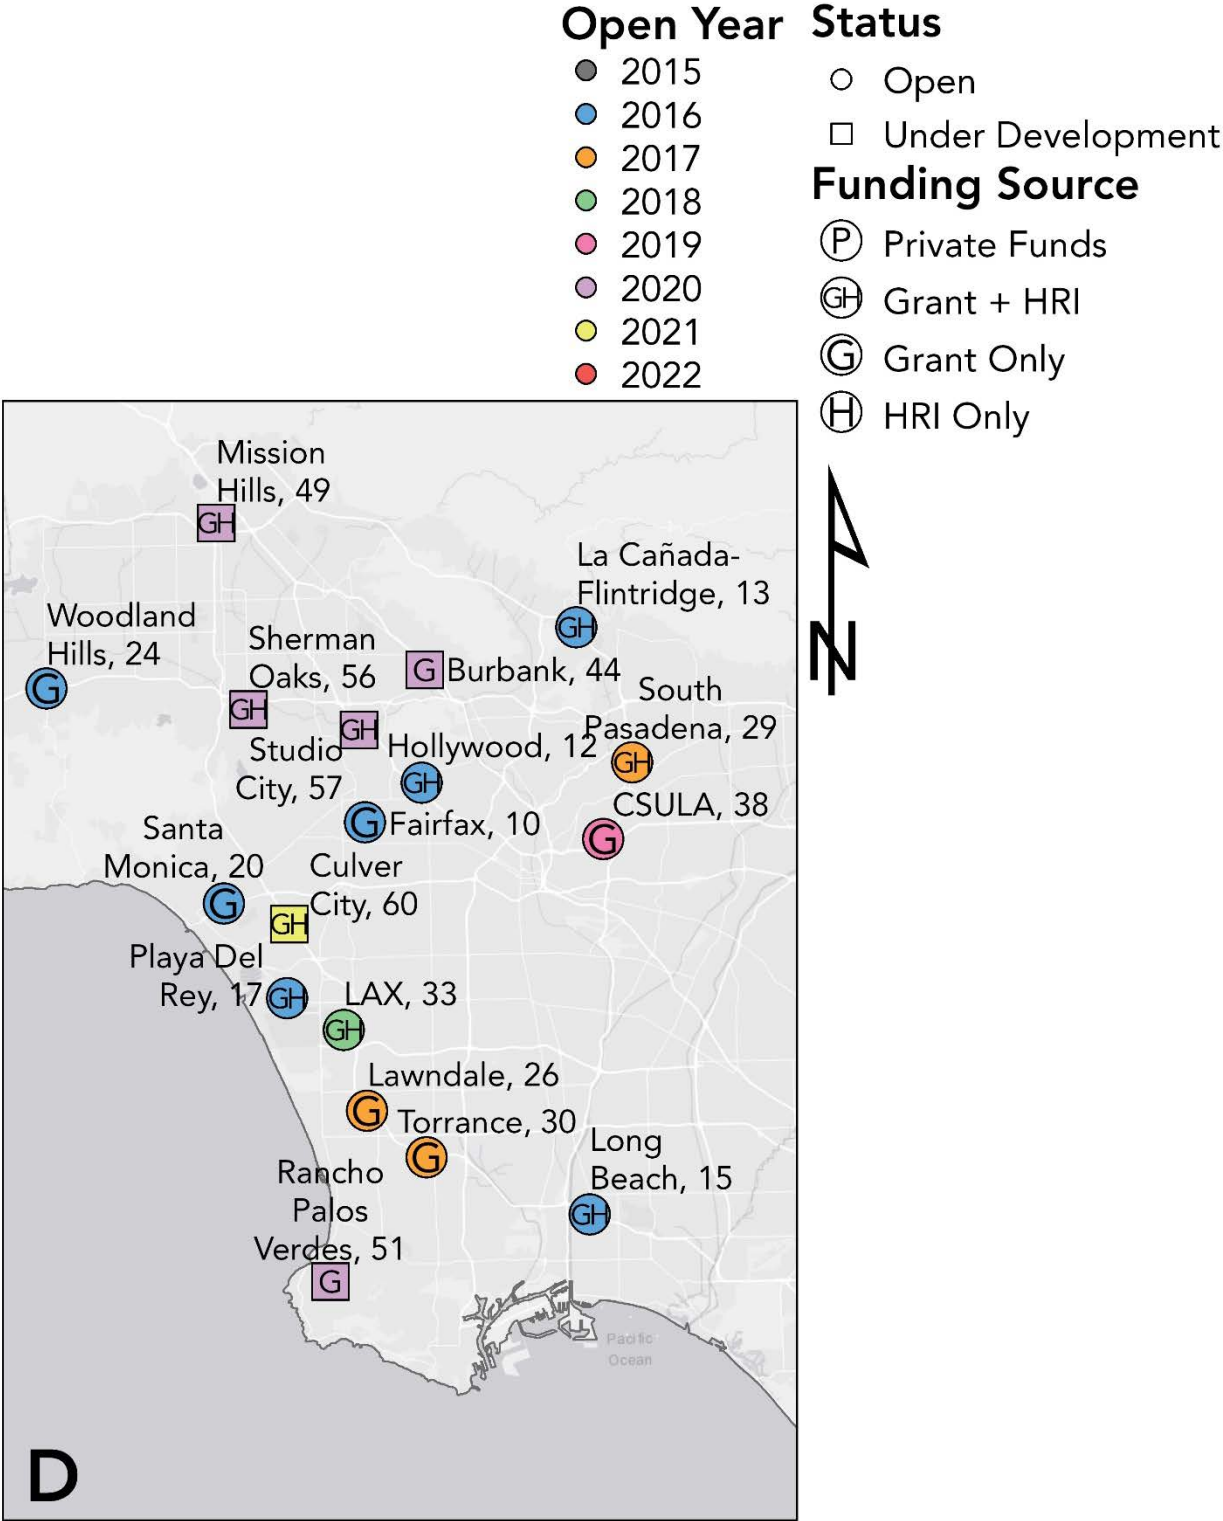 Open Year
2015
2016
2017
2018
2019
2020
2021
2022
Status
Open
Under Development
Funding Source
P Private Funds
GH Grant + HRI
G Grant Only
H HRI Only
N
Mission
Hills, 49
GH
La Cañada-
Flintridge, 13
GH
Woodland
Hills, 24
G
Sherman
Oaks, 56
GH
G Burbank, 44
South
Pasadena, 29
GH
Studio
City, 57
GH
Hollywood, 12
GH
CSULA, 38
G
G Fairfax, 10
Santa
Monica, 20
G
Culver
City, 60
GH
Playa Del
Rey, 17
GH
LAX, 33
GH
Lawndale, 26
G
Torrance, 30
G
Long
Beach, 15
GH
Rancho
Palos
Verdes, 51
G
Pacific
Ocean
D